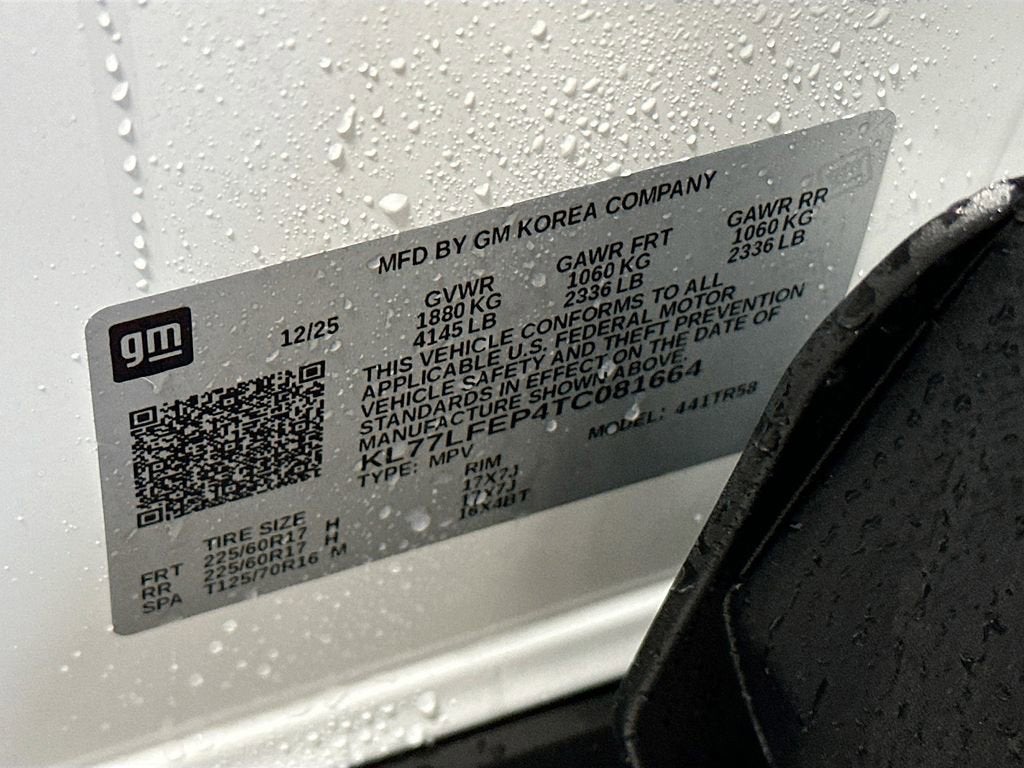 MFD BY GM KOREA COMPANY
gm
12/25
GVWR GAWR FRT GAWR RR
1880 KG 1060 KG 1060 KG
4145 LB 2336 LB 2336 LB
THIS VEHICLE CONFORMS TO ALL
APPLICABLE U.S. FEDERAL MOTOR
VEHICLE SAFETY AND THEFT PREVENTION
STANDARDS IN EFFECT ON THE DATE OF
MANUFACTURE SHOWN ABOVE.
KL77LFEP4TC081664
TYPE: MPV MODEL: 441TR58
TIRE SIZE RIM
FRT 225/60R17 H 17X7J
RR 225/60R17 H 17X7J
SPA T125/70R16 M 16X4BT